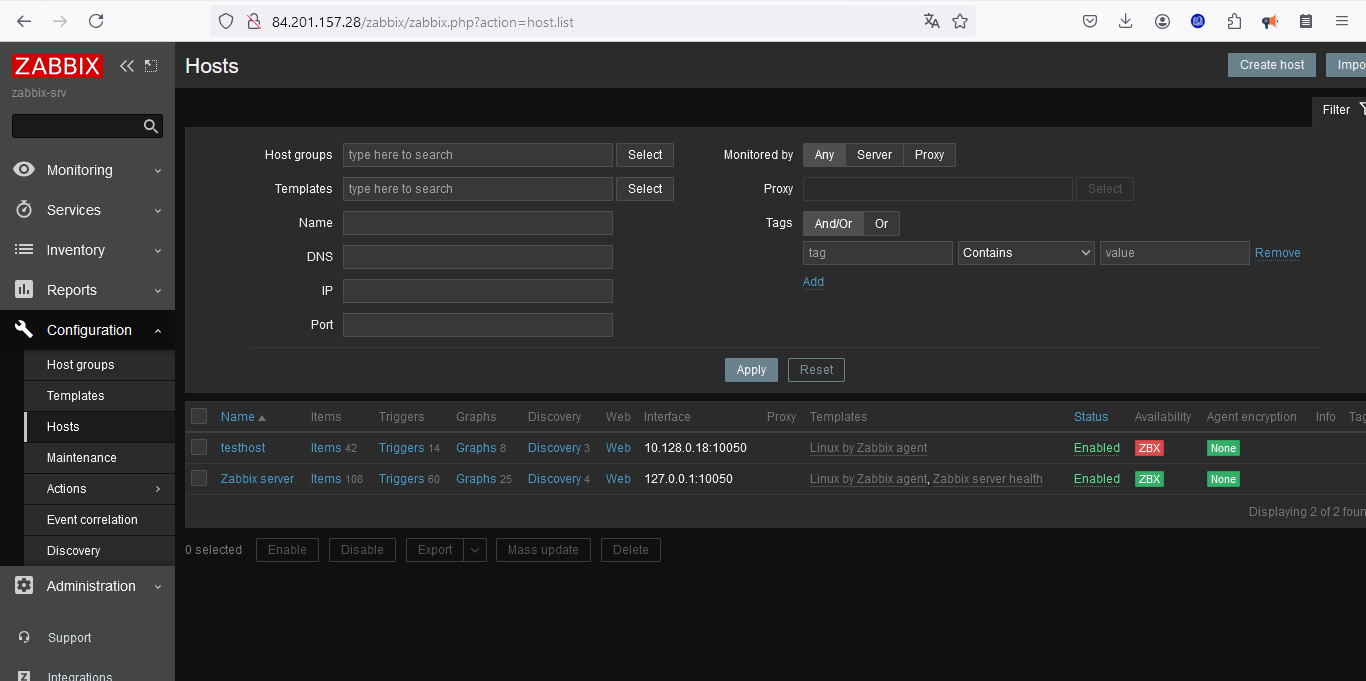 84.201.157.28/zabbix/zabbix.php?action=host.list
ZABBIX
zabbix-srv
Monitoring
Services
Inventory
Reports
Configuration
Host groups
Templates
Hosts
Maintenance
Actions
Event correlation
Discovery
Administration
Support
Integrations
Hosts
Create host Impo
Filter
Host groups type here to search Select Monitored by Any Server Proxy
Templates type here to search Select Proxy Select
Name Tags And/Or Or
DNS tag Contains value Remove
IP Add
Port
Apply Reset
Name Items Triggers Graphs Discovery Web Interface Proxy Templates Status Availability Agent encryption Info Tag
testhost Items 42 Triggers 14 Graphs 8 Discovery 3 Web 10.128.0.18:10050 Linux by Zabbix agent Enabled ZBX None
Zabbix server Items 108 Triggers 60 Graphs 25 Discovery 4 Web 127.0.0.1:10050 Linux by Zabbix agent, Zabbix server health Enabled ZBX None
Displaying 2 of 2 foun
0 selected Enable Disable Export Mass update Delete